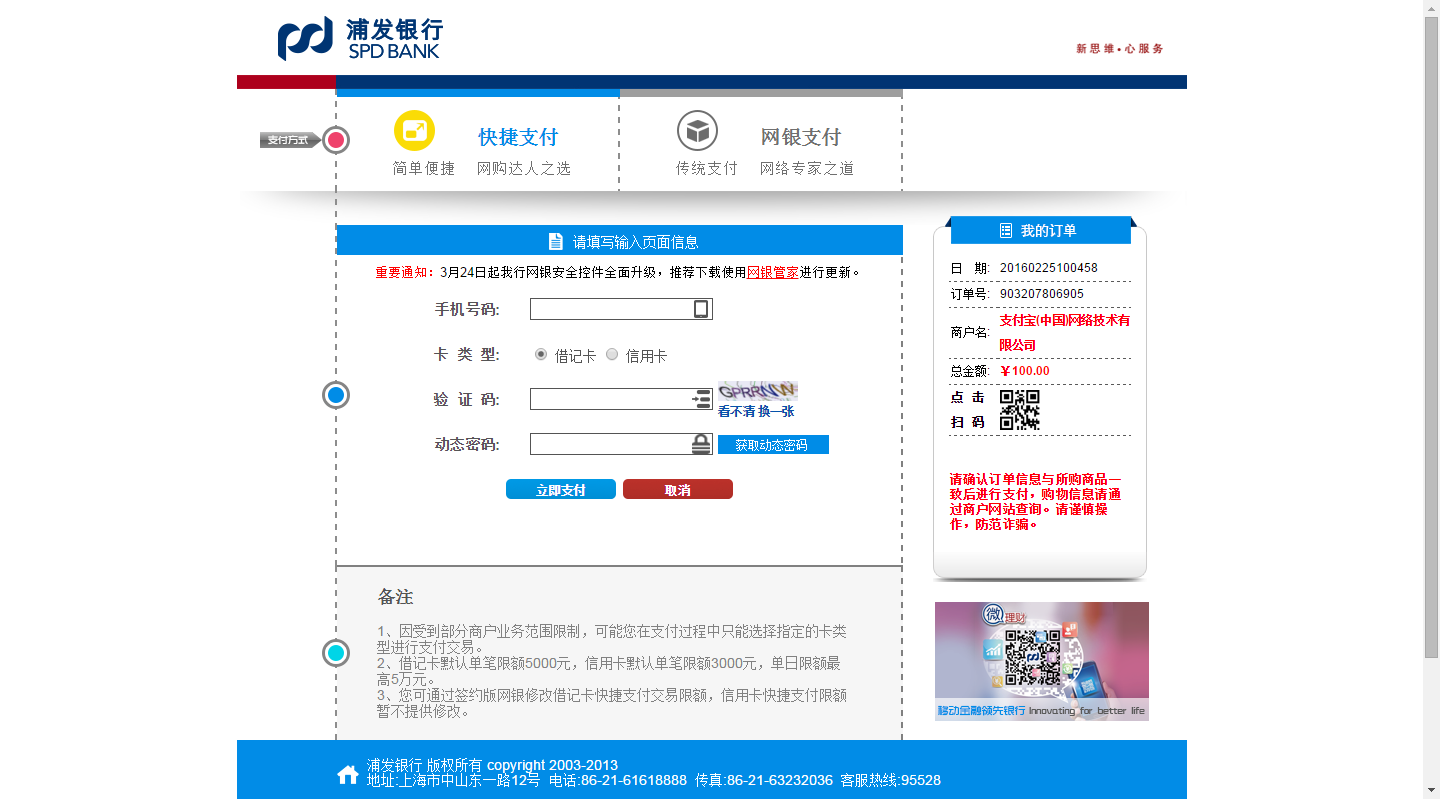 浦发银行
SPD BANK
新思维•心服务
支付方式
快捷支付
简单便捷 网购达人之选
网银支付
传统支付 网络专家之道
请填写输入页面信息
重要通知：3月24日起我行网银安全控件全面升级，推荐下载使用网银管家进行更新。
手机号码:
卡 类 型: 借记卡 信用卡
验 证 码: GPRRNW
看不清 换一张
动态密码: 获取动态密码
立即支付 取消
我的订单
日 期: 20160225100458
订单号: 903207806905
商户名: 支付宝(中国)网络技术有
限公司
总金额: ￥100.00
点 击
扫 码
请确认订单信息与所购商品一
致后进行支付，购物信息请通
过商户网站查询。请谨慎操
作，防范诈骗。
备注
1、因受到部分商户业务范围限制，可能您在支付过程中只能选择指定的卡类
型进行支付交易。
2、借记卡默认单笔限额5000元，信用卡默认单笔限额3000元，单日限额最
高5万元。
3、您可通过签约版网银修改借记卡快捷支付交易限额，信用卡快捷支付限额
暂不提供修改。
微理财
移动金融领先银行 Innovating for better life
浦发银行 版权所有 copyright 2003-2013
地址:上海市中山东一路12号 电话:86-21-61618888 传真:86-21-63232036 客服热线:95528